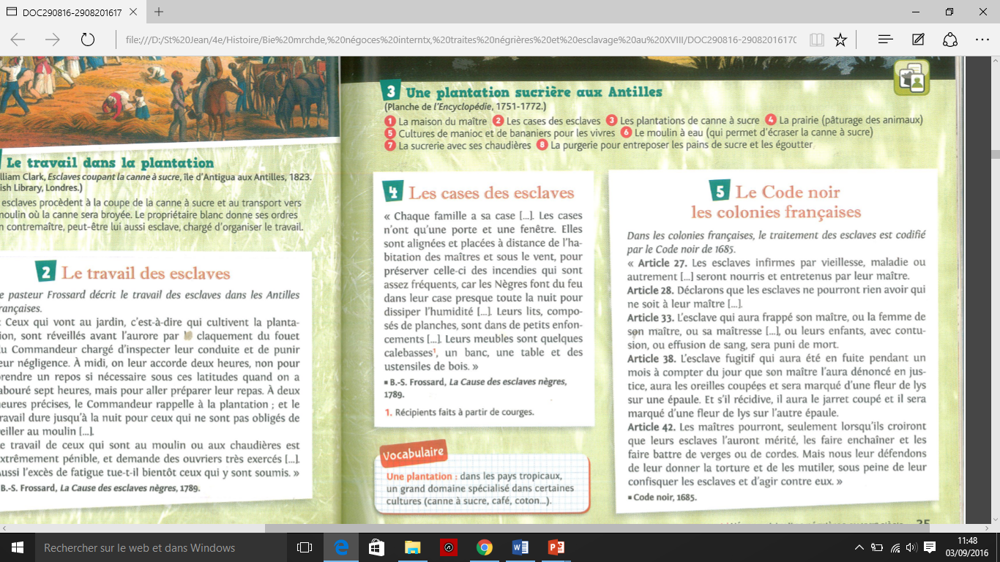 DOC290816-2908201617
file:///D:/St%20Jean/4e/Histoire/Bie%20mrchde,%20négoces%20interntx,%20traites%20négrières%20et%20esclavage%20au%20XVIII/DOC290816-29082016170
Le travail dans la plantation
lliam Clark, Esclaves coupant la canne à sucre, île d'Antigua aux Antilles, 1823.
ish Library, Londres.)
esclaves procèdent à la coupe de la canne à sucre et au transport vers
moulin où la canne sera broyée. Le propriétaire blanc donne ses ordres
n contremaître, peut-être lui aussi esclave, chargé d'organiser le travail.
2 Le travail des esclaves
e pasteur Frossard décrit le travail des esclaves dans les Antilles
rançaises.
Ceux qui vont au jardin, c'est-à-dire qui cultivent la planta-
ion, sont réveillés avant l'aurore par claquement du fouet
du Commandeur chargé d'inspecter leur conduite et de punir
eur négligence. À midi, on leur accorde deux heures, non pour
prendre un repos si nécessaire sous ces latitudes quand on a
abouré sept heures, mais pour aller préparer leur repas. À deux
heures précises, le Commandeur rappelle à la plantation ; et le
ravail dure jusqu'à la nuit pour ceux qui ne sont pas obligés de
veiller au moulin [...].
e travail de ceux qui sont au moulin ou aux chaudières est
xtrêmement pénible, et demande des ouvriers très exercés [...].
Aussi l'excès de fatigue tue-t-il bientôt ceux qui y sont soumis. »
B.-S. Frossard, La Cause des esclaves nègres, 1789.
3 Une plantation sucrière aux Antilles
(Planche de l'Encyclopédie, 1751-1772.)
1 La maison du maître 2 Les cases des esclaves 3 Les plantations de canne à sucre 4 La prairie (pâturage des animaux)
5 Cultures de manioc et de bananiers pour les vivres 6 Le moulin à eau (qui permet d'écraser la canne à sucre)
7 La sucrerie avec ses chaudières 8 La purgerie pour entreposer les pains de sucre et les égoutter
4 Les cases des esclaves
« Chaque famille a sa case [...]. Les cases
n'ont qu'une porte et une fenêtre. Elles
sont alignées et placées à distance de l'ha-
bitation des maîtres et sous le vent, pour
préserver celle-ci des incendies qui sont
assez fréquents, car les Nègres font du feu
dans leur case presque toute la nuit pour
dissiper l'humidité [...]. Leurs lits, compo-
sés de planches, sont dans de petits enfon-
cements [...]. Leurs meubles sont quelques
calebasses¹, un banc, une table et des
ustensiles de bois. »
▪ B.-S. Frossard, La Cause des esclaves nègres,
1789.
1. Récipients faits à partir de courges.
Vocabulaire
Une plantation : dans les pays tropicaux,
un grand domaine spécialisé dans certaines
cultures (canne à sucre, café, coton...).
5 Le Code noir
les colonies françaises
Dans les colonies françaises, le traitement des esclaves est codifié
par le Code noir de 1685.
« Article 27. Les esclaves infirmes par vieillesse, maladie ou
autrement [...] seront nourris et entretenus par leur maître.
Article 28. Déclarons que les esclaves ne pourront rien avoir qui
ne soit à leur maître [...].
Article 33. L'esclave qui aura frappé son maître, ou la femme de
son maître, ou sa maîtresse [...], ou leurs enfants, avec contu-
sion, ou effusion de sang, sera puni de mort.
Article 38. L'esclave fugitif qui aura été en fuite pendant un
mois à compter du jour que son maître l'aura dénoncé en jus-
tice, aura les oreilles coupées et sera marqué d'une fleur de lys
sur une épaule. Et s'il récidive, il aura le jarret coupé et il sera
marqué d'une fleur de lys sur l'autre épaule.
Article 42. Les maîtres pourront, seulement lorsqu'ils croiront
que leurs esclaves l'auront mérité, les faire enchaîner et les
faire battre de verges ou de cordes. Mais nous leur défendons
de leur donner la torture et de les mutiler, sous peine de leur
confisquer les esclaves et d'agir contre eux. »
▪ Code noir, 1685.
Rechercher sur le web et dans Windows
11:48
03/09/2016